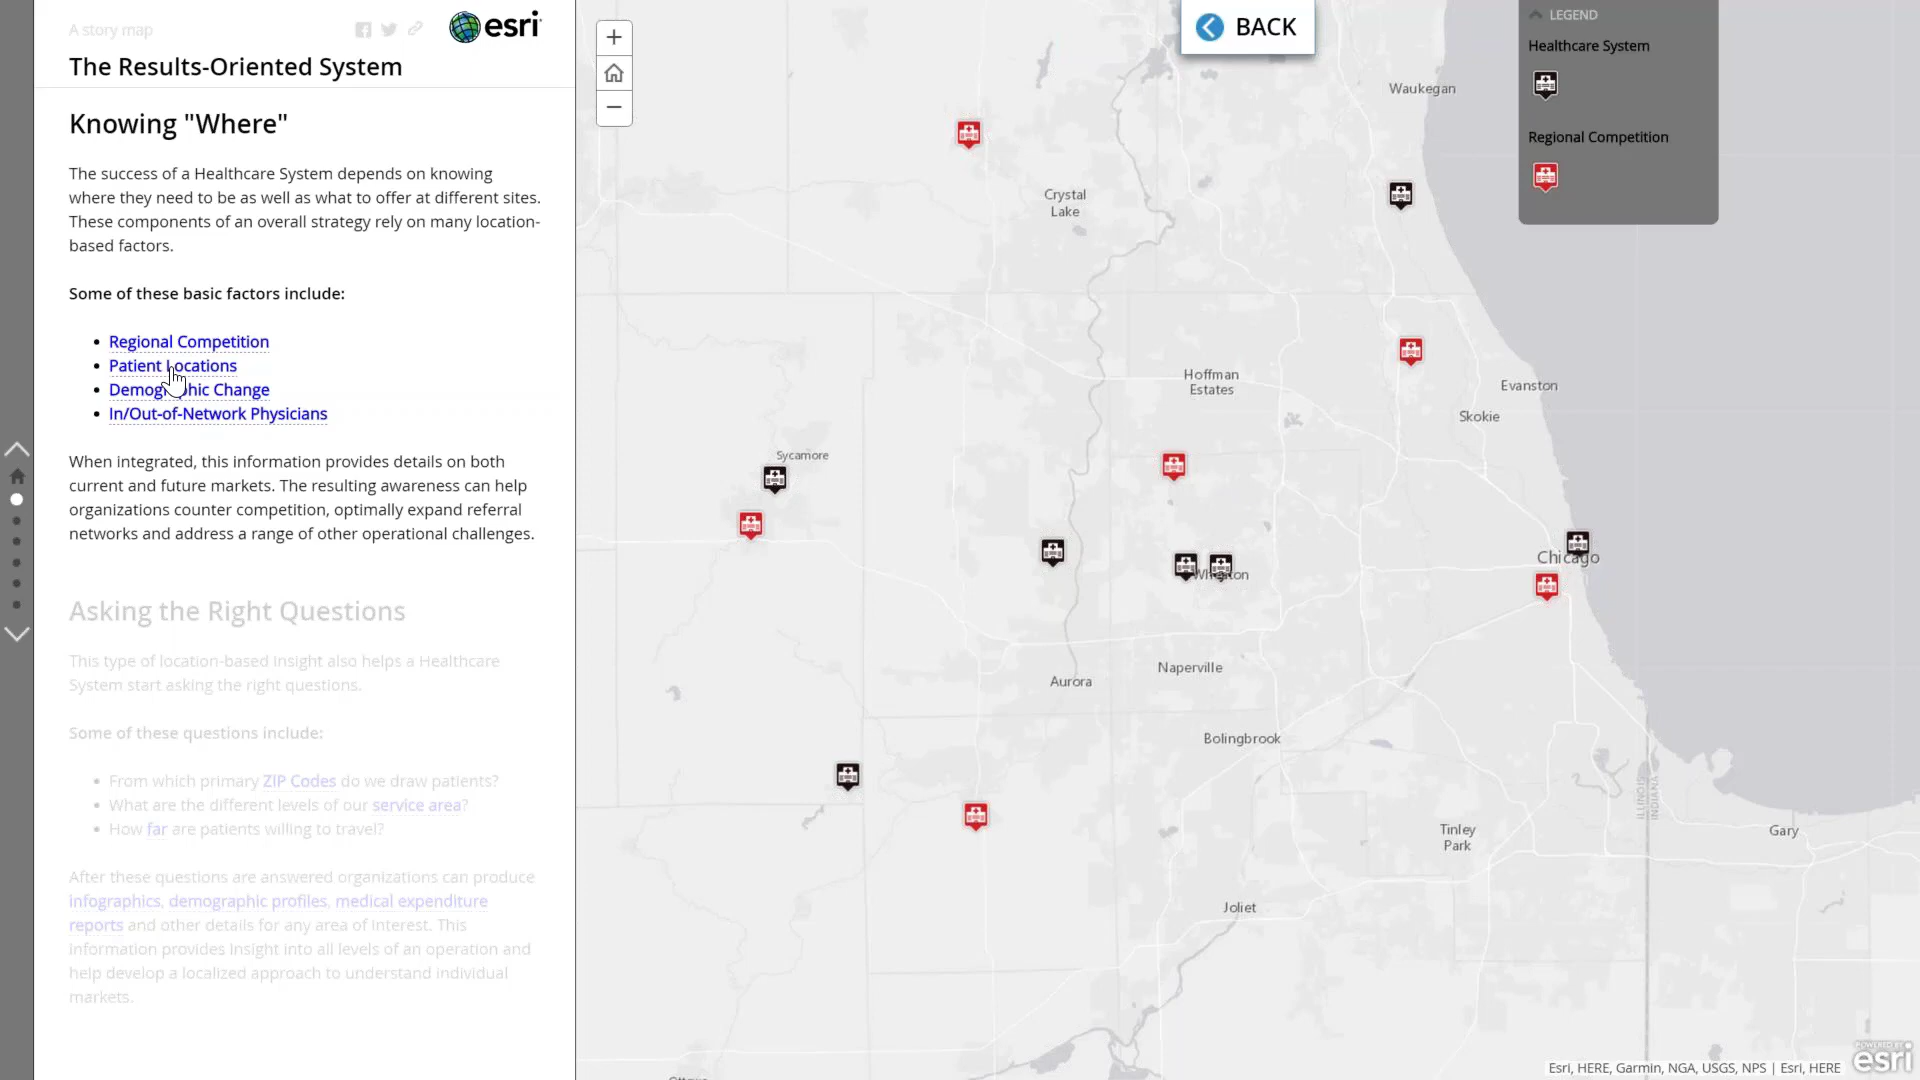 A story map
esri
The Results-Oriented System
Knowing "Where"
The success of a Healthcare System depends on knowing
where they need to be as well as what to offer at different sites.
These components of an overall strategy rely on many location-
based factors.
Some of these basic factors include:
Regional Competition
Patient Locations
Demographic Change
In/Out-of-Network Physicians
When integrated, this information provides details on both
current and future markets. The resulting awareness can help
organizations counter competition, optimally expand referral
networks and address a range of other operational challenges.
Asking the Right Questions
This type of location-based insight also helps a Healthcare
System start asking the right questions.
Some of these questions include:
From which primary ZIP Codes do we draw patients?
What are the different levels of our service area?
How far are patients willing to travel?
After these questions are answered organizations can produce
infographics, demographic profiles, medical expenditure
reports and other details for any area of interest. This
information provides insight into all levels of an operation and
help develop a localized approach to understand individual
markets.
BACK
LEGEND
Healthcare System
Regional Competition
Waukegan
Crystal
Lake
Hoffman
Estates
Evanston
Skokie
Sycamore
Chicago
Wheaton
Naperville
Aurora
Bolingbrook
ILLINOIS
INDIANA
Tinley
Park
Gary
Joliet
POWERED BY
esri
Esri, HERE, Garmin, NGA, USGS, NPS | Esri, HERE